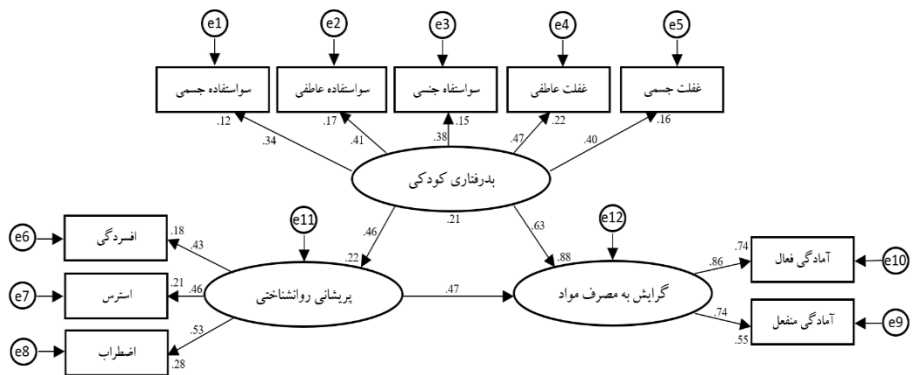 e1 e2 e3 e4 e5
سواستفاده جسمی سواستفاده عاطفی سواستفاه جنسی غفلت عاطفی غفلت جسمی
.12 .17 .15 .22 .16
.34 .41 .38 .47 .40
بدرفتاری کودکی
.21
.46 .63
e11 e12
e6 افسردگی .18 .43
e7 استرس .21 .46
e8 اضطراب .28 .53
.22 پریشانی روانشناختی
.47
.88 گرایش به مصرف مواد
.86 .74 آمادگی فعال e10
.74 .55 آمادگی منفعل e9